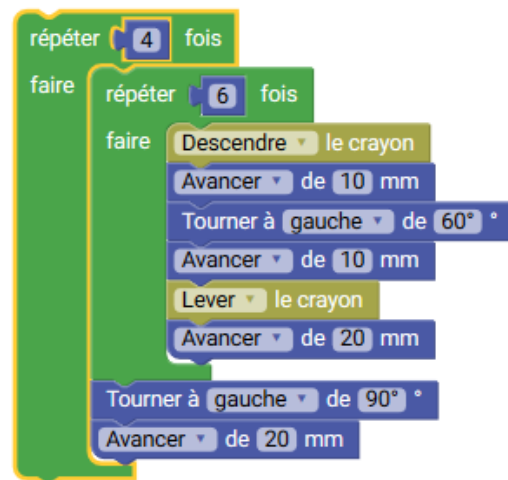 répéter 4 fois
faire répéter 6 fois
faire Descendre le crayon
Avancer de 10 mm
Tourner à gauche de 60° °
Avancer de 10 mm
Lever le crayon
Avancer de 20 mm
Tourner à gauche de 90° °
Avancer de 20 mm